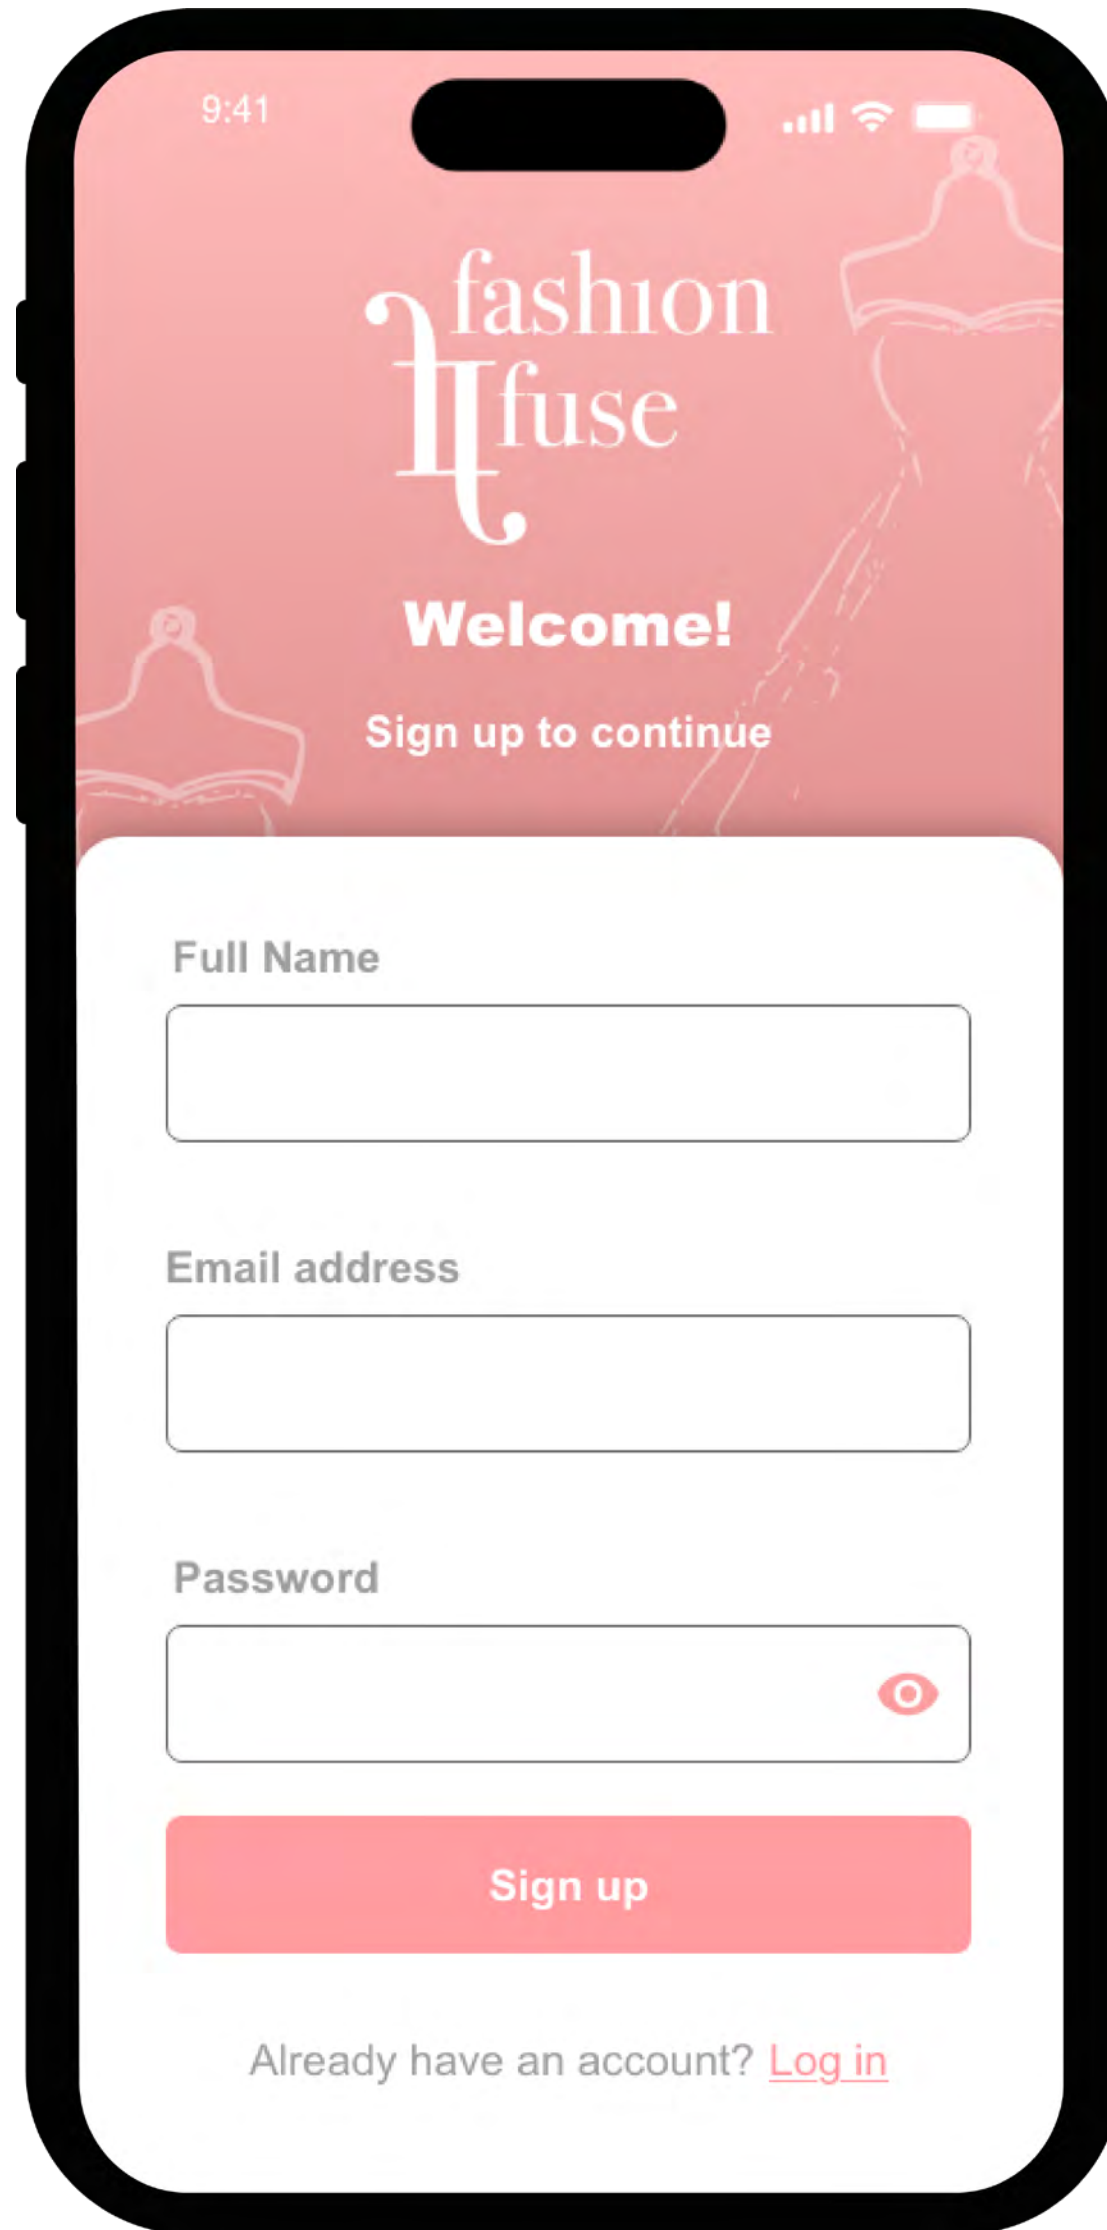 9:41
fashion
fuse
Welcome!
Sign up to continue
Full Name
Email address
Password
Sign up
Already have an account? Log in